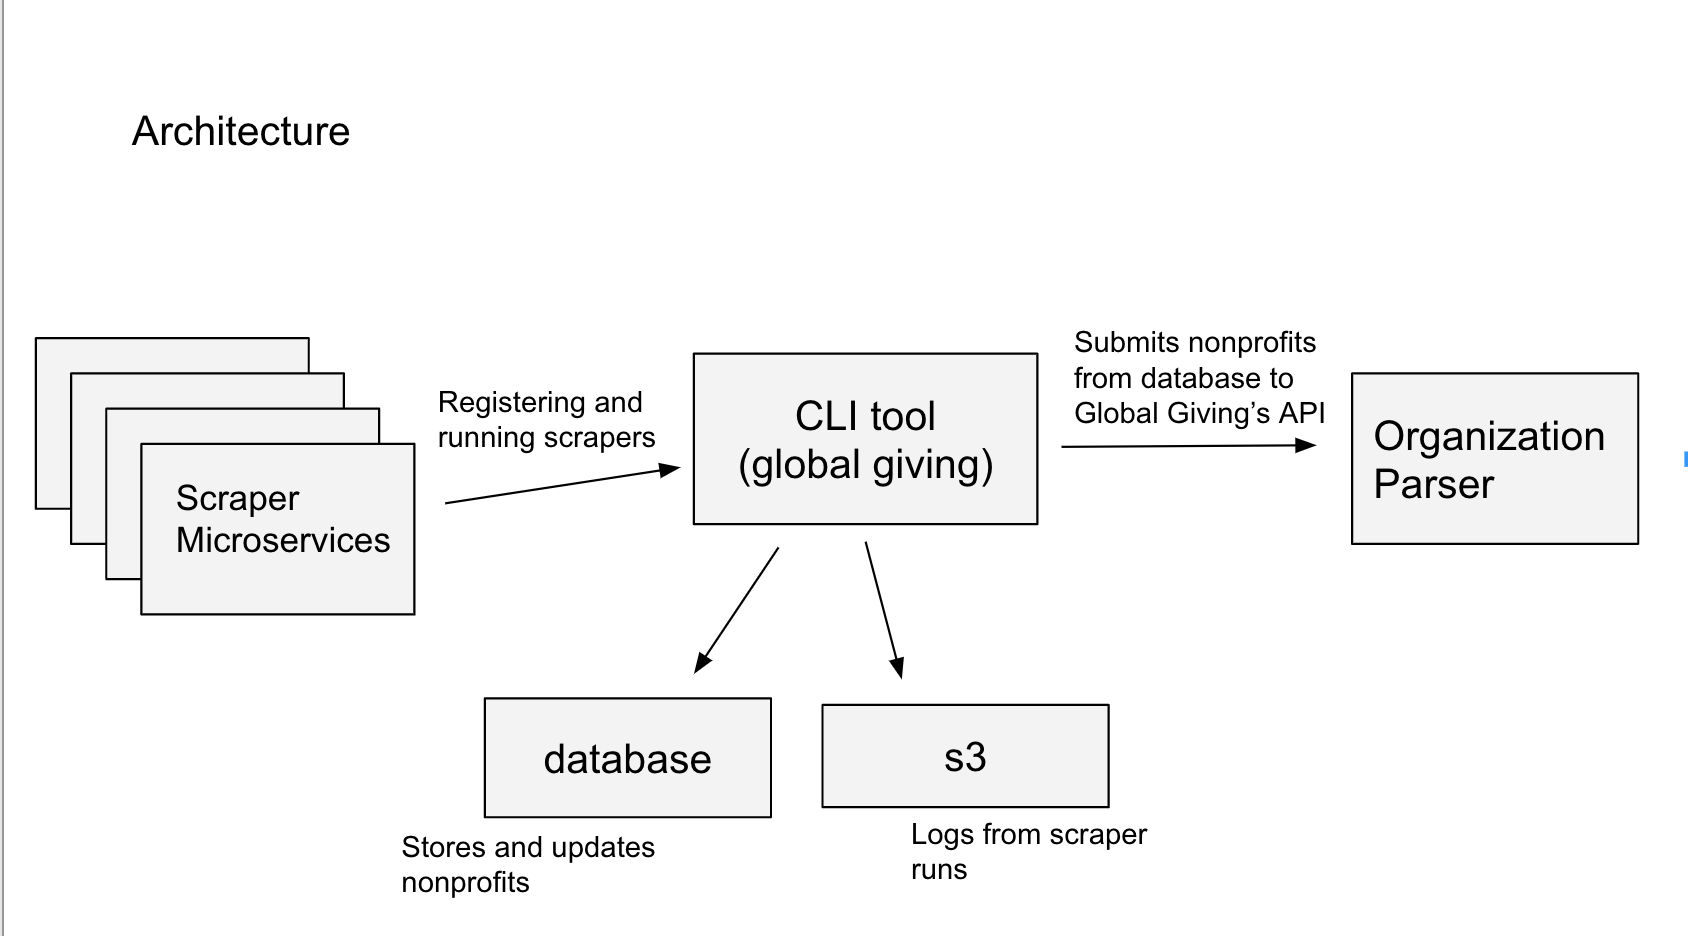 Architecture
Scraper
Microservices
Registering and
running scrapers
CLI tool
(global giving)
Submits nonprofits
from database to
Global Giving’s API
Organization
Parser
database
Stores and updates
nonprofits
s3
Logs from scraper
runs